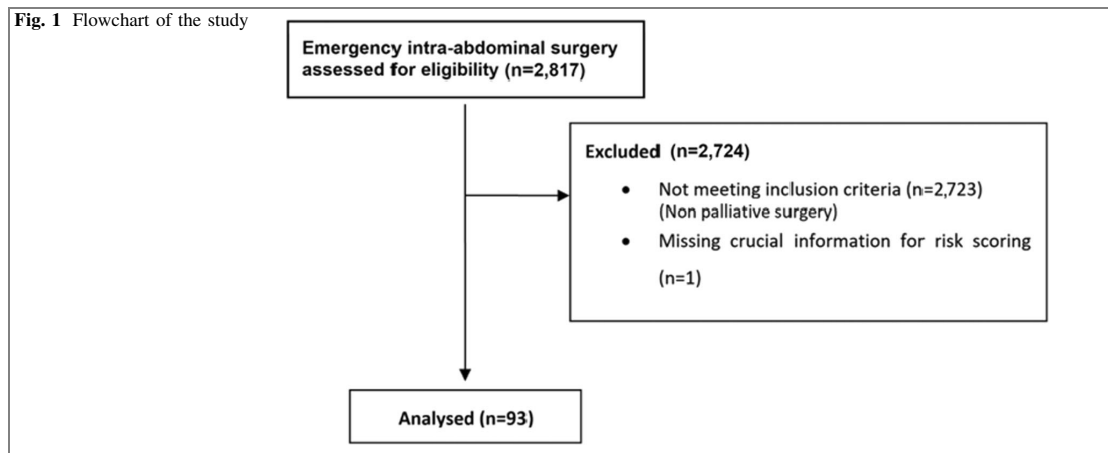 Fig. 1 Flowchart of the study
Emergency intra-abdominal surgery
assessed for eligibility (n=2,817)
Excluded (n=2,724)
• Not meeting inclusion criteria (n=2,723)
(Non palliative surgery)
• Missing crucial information for risk scoring
(n=1)
Analysed (n=93)